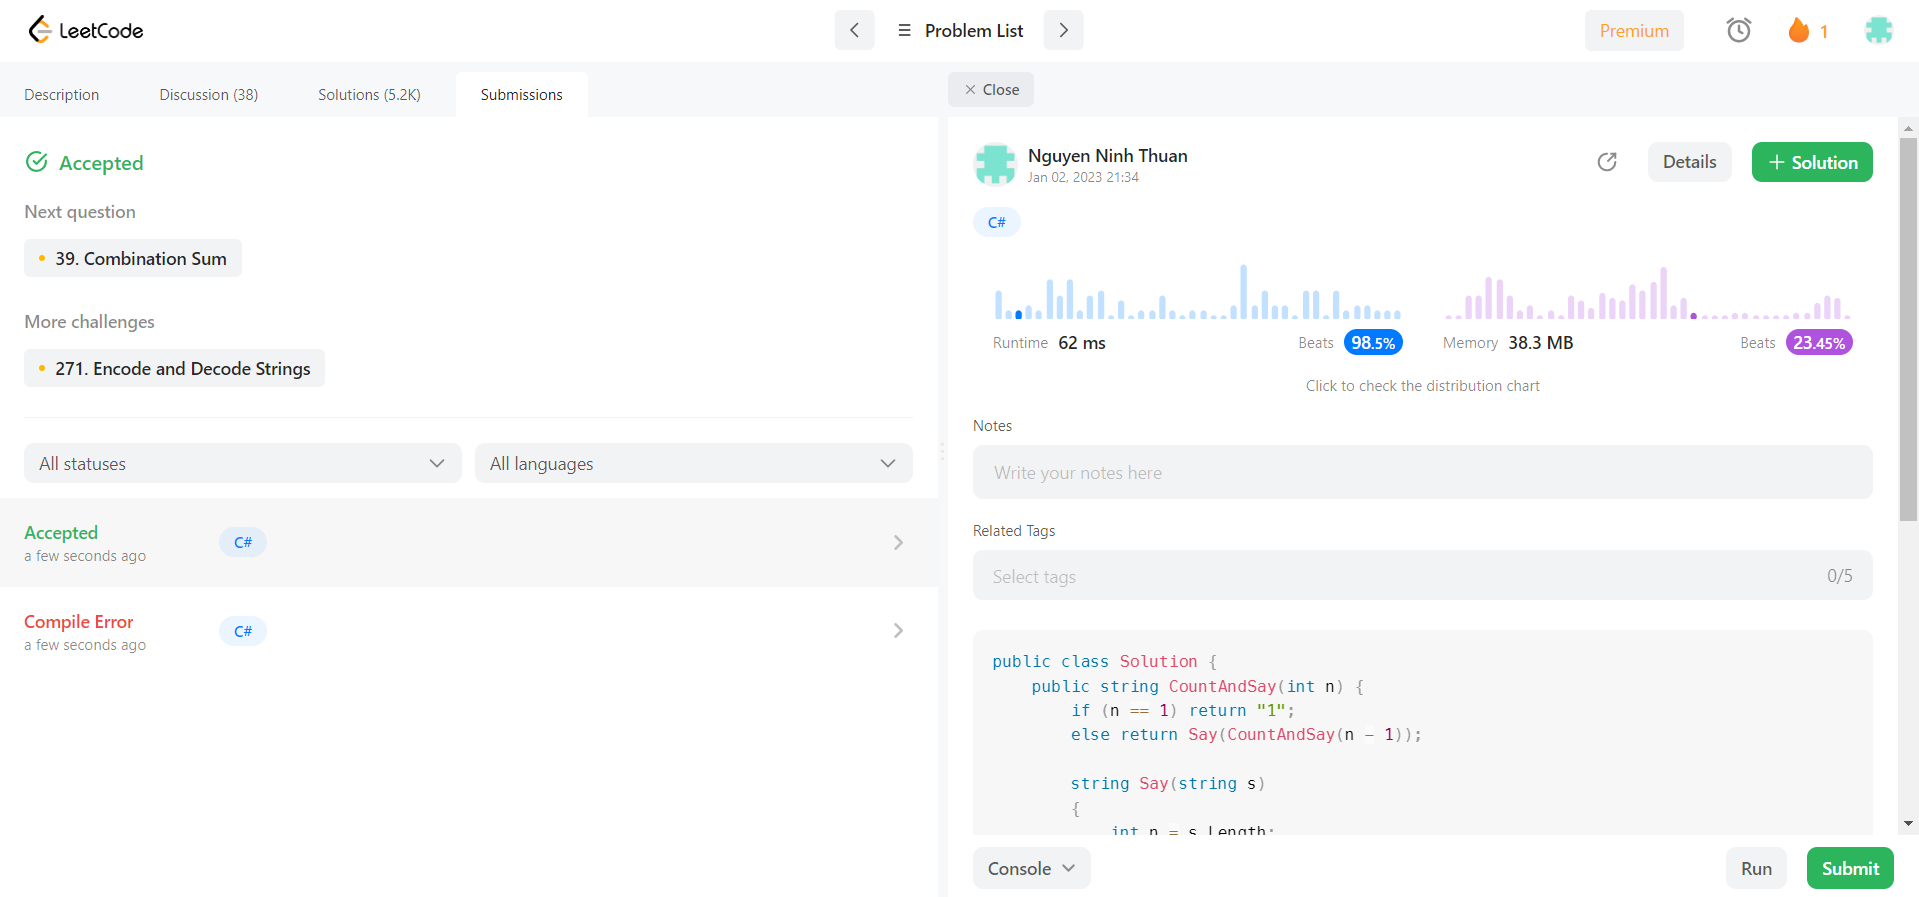 LeetCode
Problem List
Premium
1
Description
Discussion (38)
Solutions (5.2K)
Submissions
Close
Accepted
Next question
39. Combination Sum
More challenges
271. Encode and Decode Strings
All statuses
All languages
Accepted
a few seconds ago
C#
Compile Error
a few seconds ago
C#
Nguyen Ninh Thuan
Jan 02, 2023 21:34
Details
+ Solution
C#
Runtime 62 ms
Beats 98.5%
Memory 38.3 MB
Beats 23.45%
Click to check the distribution chart
Notes
Write your notes here
Related Tags
Select tags
0/5
public class Solution {
public string CountAndSay(int n) {
if (n == 1) return "1";
else return Say(CountAndSay(n - 1));
string Say(string s)
{
int n = s.Length;
Console
Run
Submit